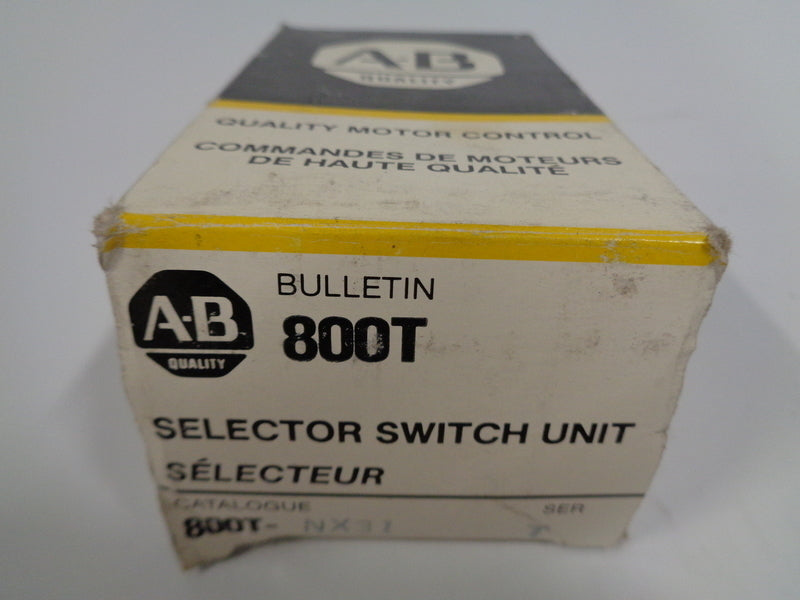 A-B
QUALITY
QUALITY MOTOR CONTROL
COMMANDES DE MOTEURS
DE HAUTE QUALITÉ
A-B
QUALITY
BULLETIN
800T
SELECTOR SWITCH UNIT
SÉLECTEUR
CATALOGUE SER
800T- NX31